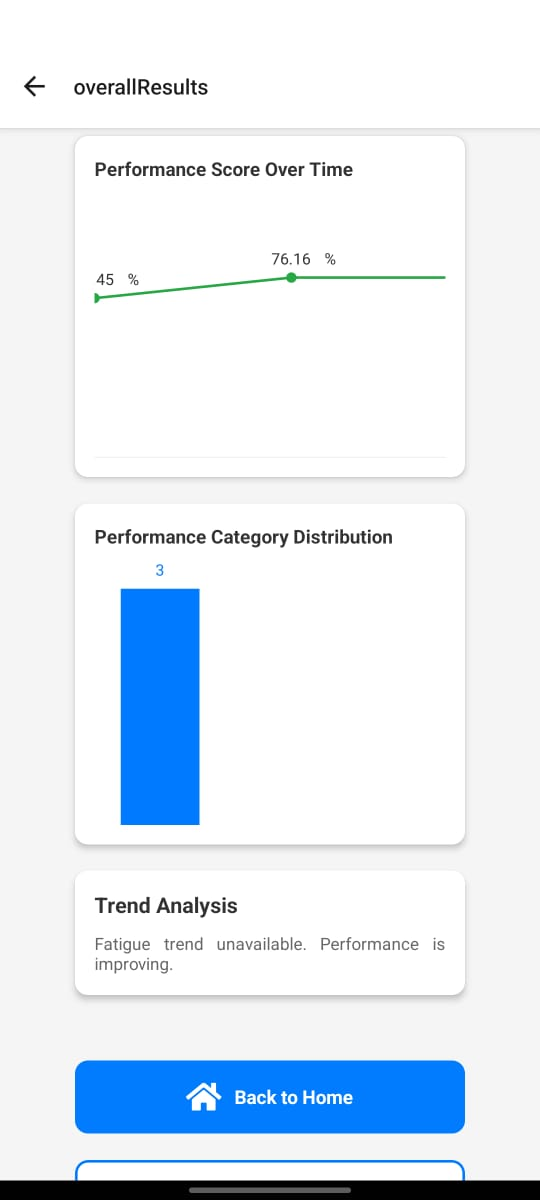 overallResults
Performance Score Over Time
76.16 %
45 %
Performance Category Distribution
3
Trend Analysis
Fatigue trend unavailable. Performance is
improving.
Back to Home